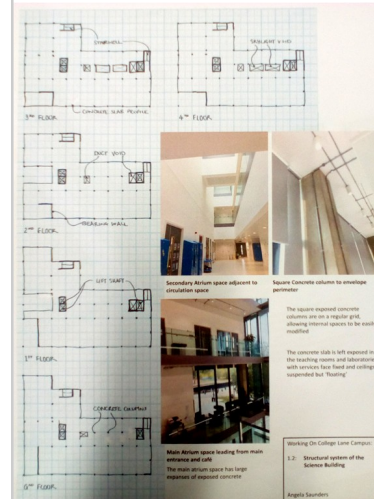 STAIRWELL
SKYLIGHT VOID
CONCRETE SLAB PROFILE
3RD FLOOR
4TH FLOOR
DUCT VOID
BEARING WALL
2ND FLOOR
LIFT SHAFT
1ST FLOOR
CONCRETE COLUMNS
FLOOR
Secondary Atrium space adjacent to
circulation space
Square Concrete column to envelope
perimeter
The square exposed concrete
columns are on a regular grid,
allowing internal spaces to be easily
modified
The concrete slab is left exposed in
the teaching rooms and laboratories
with services face fixed and ceilings
suspended but 'floating'
Main Atrium space leading from main
entrance and café
The main atrium space has large
expanses of exposed concrete
Working On College Lane Campus:
1.2: Structural system of the
Science Building
Angela Saunders